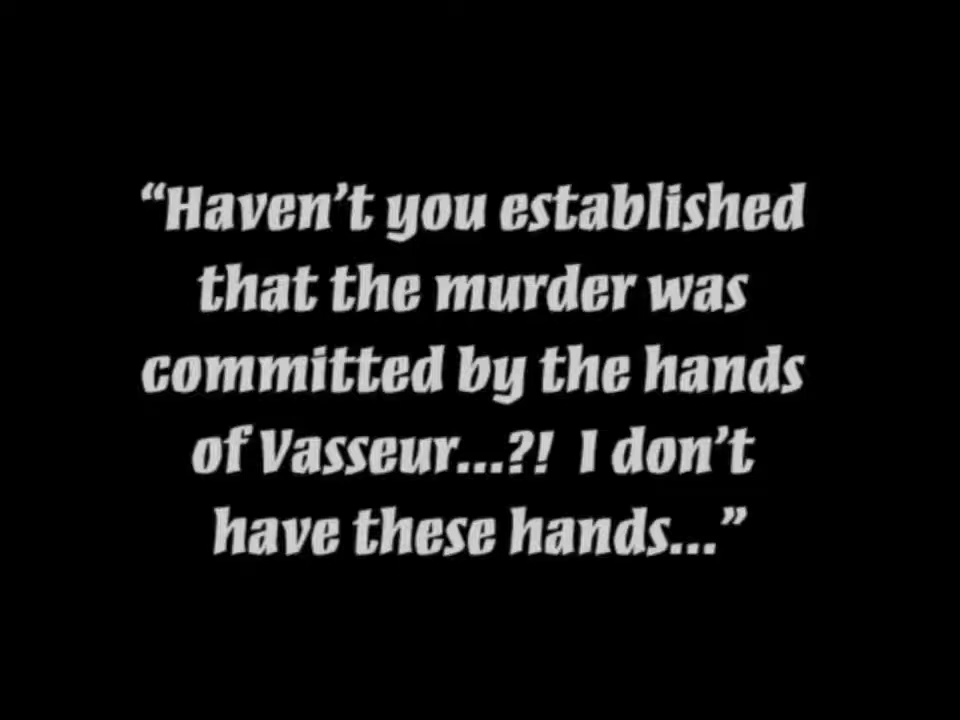 “Haven’t you established
that the murder was
committed by the hands
of Vasseur...?!  I don’t
have these hands...”